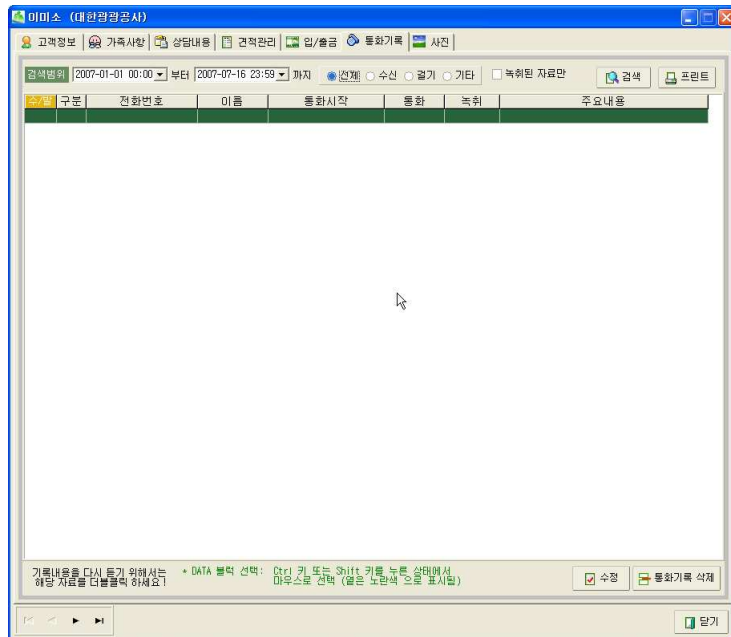 이미소 (대한광광공사)
고객정보 가족사항 상담내용 견적관리 입/출금 통화기록 사진
검색범위 2007-01-01 00:00 부터 2007-07-16 23:59 까지 전체 수신 걸기 기타 녹취된 자료만 검색 프린트
수/발 구분 전화번호 이름 통화시작 통화 녹취 주요내용
기록내용을 다시 듣기 위해서는 * DATA 블럭 선택: Ctrl 키 또는 Shift 키를 누른 상태에서
해당 자료를 더블클릭 하세요! 마우스로 선택 (옅은 노란색 으로 표시됨)
수정 통화기록 삭제
닫기